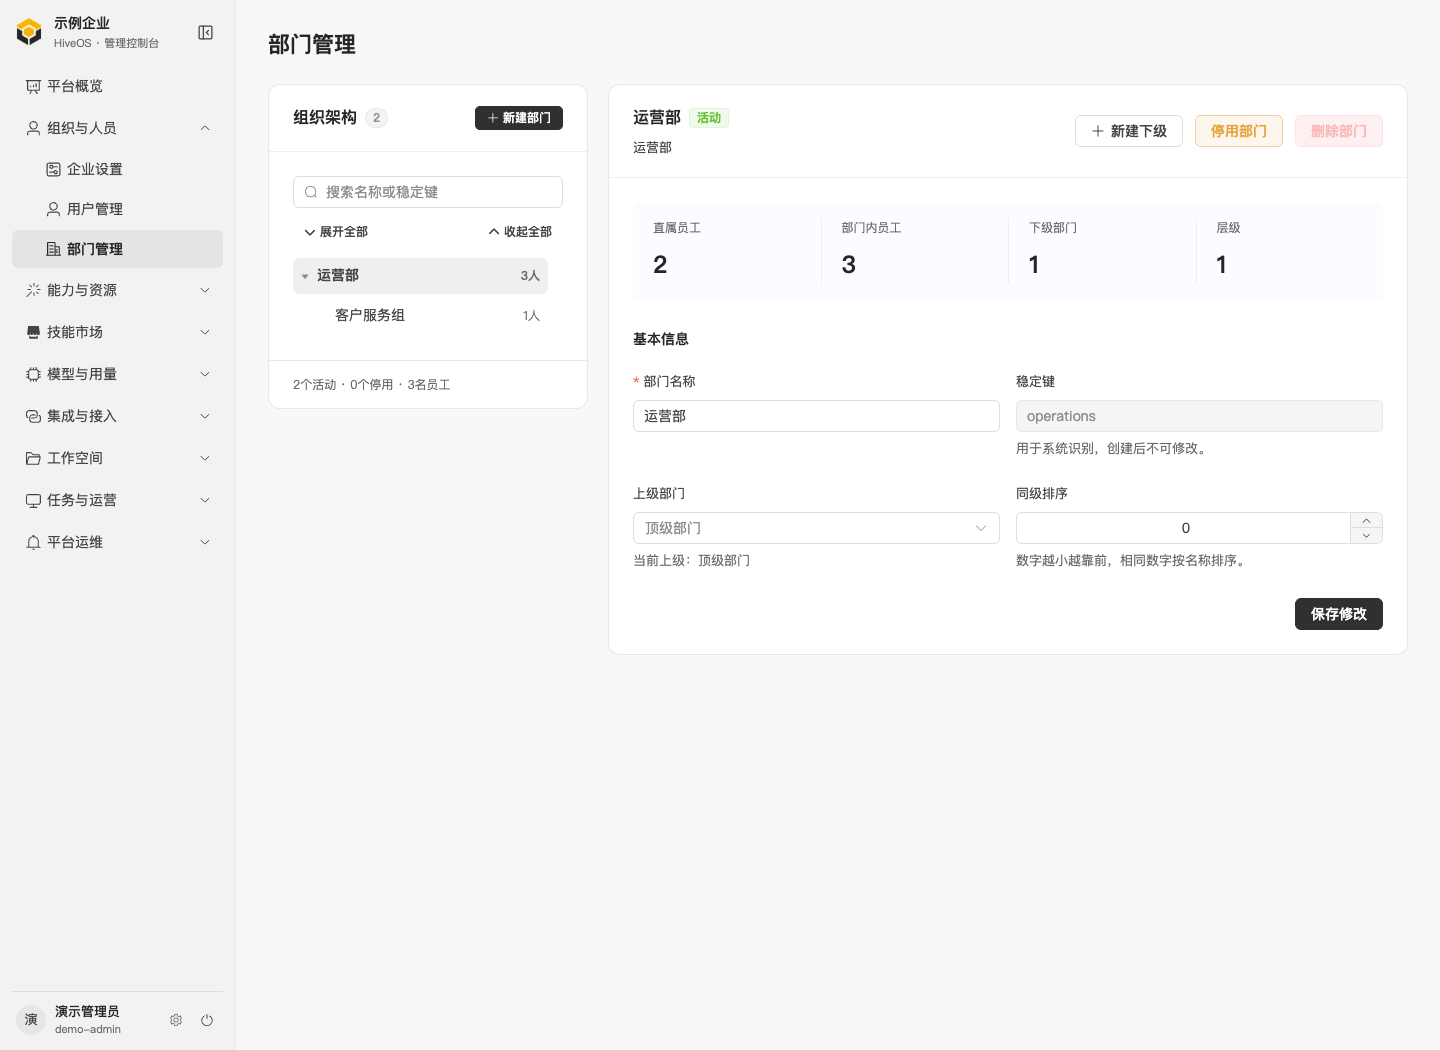 示例企业
HiveOS · 管理控制台
平台概览
组织与人员
企业设置
用户管理
部门管理
能力与资源
技能市场
模型与用量
集成与接入
工作空间
任务与运营
平台运维
演
演示管理员
demo-admin
部门管理
组织架构 2
+ 新建部门
搜索名称或稳定键
展开全部
收起全部
运营部 3人
客户服务组 1人
2个活动 · 0个停用 · 3名员工
运营部 活动
运营部
+ 新建下级
停用部门
删除部门
直属员工
2
部门内员工
3
下级部门
1
层级
1
基本信息
* 部门名称
运营部
稳定键
operations
用于系统识别，创建后不可修改。
上级部门
顶级部门
当前上级：顶级部门
同级排序
0
数字越小越靠前，相同数字按名称排序。
保存修改